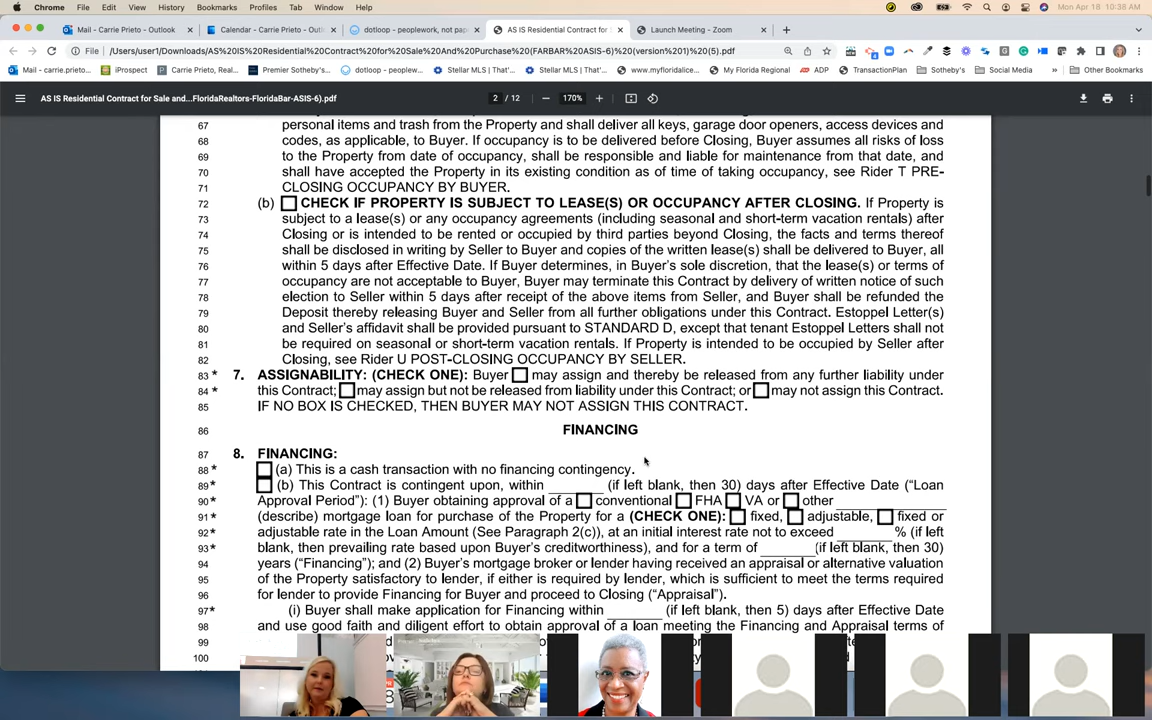 Chrome File Edit View History Bookmarks Profiles Tab Window Help Mon Apr 18 10:38 AM
Mail - Carrie Prieto - Outlook Calendar - Carrie Prieto - Out dotloop - peoplework, not pap AS IS Residential Contract for Launch Meeting - Zoom
File /Users/user1/Downloads/AS%20IS%20Residential%20Contract%20for%20Sale%20And%20Purchase%20(FARBAR%20ASIS-6)%20(version%201)%20(5).pdf
Mail - carrie.prieto... iProspect Carrie Prieto, Real... Premier Sotheby's... dotloop - peoplew... Stellar MLS | That'... Stellar MLS | That'... www.myfloridalice... My Florida Regional ADP TransactionPlan Sotheby's Social Media Other Bookmarks
AS IS Residential Contract for Sale and...FloridaRealtors-FloridaBar-ASIS-6).pdf 2 / 12 170%
67 personal items and trash from the Property and shall deliver all keys, garage door openers, access devices and
68 codes, as applicable, to Buyer. If occupancy is to be delivered before Closing, Buyer assumes all risks of loss
69 to the Property from date of occupancy, shall be responsible and liable for maintenance from that date, and
70 shall have accepted the Property in its existing condition as of time of taking occupancy, see Rider T PRE-
71 CLOSING OCCUPANCY BY BUYER.
72 (b) CHECK IF PROPERTY IS SUBJECT TO LEASE(S) OR OCCUPANCY AFTER CLOSING. If Property is
73 subject to a lease(s) or any occupancy agreements (including seasonal and short-term vacation rentals) after
74 Closing or is intended to be rented or occupied by third parties beyond Closing, the facts and terms thereof
75 shall be disclosed in writing by Seller to Buyer and copies of the written lease(s) shall be delivered to Buyer, all
76 within 5 days after Effective Date. If Buyer determines, in Buyer's sole discretion, that the lease(s) or terms of
77 occupancy are not acceptable to Buyer, Buyer may terminate this Contract by delivery of written notice of such
78 election to Seller within 5 days after receipt of the above items from Seller, and Buyer shall be refunded the
79 Deposit thereby releasing Buyer and Seller from all further obligations under this Contract. Estoppel Letter(s)
80 and Seller's affidavit shall be provided pursuant to STANDARD D, except that tenant Estoppel Letters shall not
81 be required on seasonal or short-term vacation rentals. If Property is intended to be occupied by Seller after
82 Closing, see Rider U POST-CLOSING OCCUPANCY BY SELLER.
83 * 7. ASSIGNABILITY: (CHECK ONE): Buyer may assign and thereby be released from any further liability under
84 * this Contract; may assign but not be released from liability under this Contract; or may not assign this Contract.
85 IF NO BOX IS CHECKED, THEN BUYER MAY NOT ASSIGN THIS CONTRACT.
86 FINANCING
87 8. FINANCING:
88 * (a) This is a cash transaction with no financing contingency.
89 * (b) This Contract is contingent upon, within ______ (if left blank, then 30) days after Effective Date ("Loan
90 * Approval Period"): (1) Buyer obtaining approval of a conventional FHA VA or other ______
91 * (describe) mortgage loan for purchase of the Property for a (CHECK ONE): fixed, adjustable, fixed or
92 * adjustable rate in the Loan Amount (See Paragraph 2(c)), at an initial interest rate not to exceed ______ % (if left
93 * blank, then prevailing rate based upon Buyer's creditworthiness), and for a term of ______ (if left blank, then 30)
94 years ("Financing"); and (2) Buyer's mortgage broker or lender having received an appraisal or alternative valuation
95 of the Property satisfactory to lender, if either is required by lender, which is sufficient to meet the terms required
96 for lender to provide Financing for Buyer and proceed to Closing ("Appraisal").
97 * (i) Buyer shall make application for Financing within ______ (if left blank, then 5) days after Effective Date
98 and use good faith and diligent effort to obtain approval of a loan meeting the Financing and Appraisal terms of
99
100